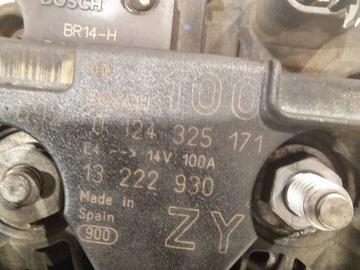 BOSCH
BR14-H
100
BOSCH
0 124 325 171
E4 --> 14V 100A
13 222 930
Made in
Spain
ZY
900